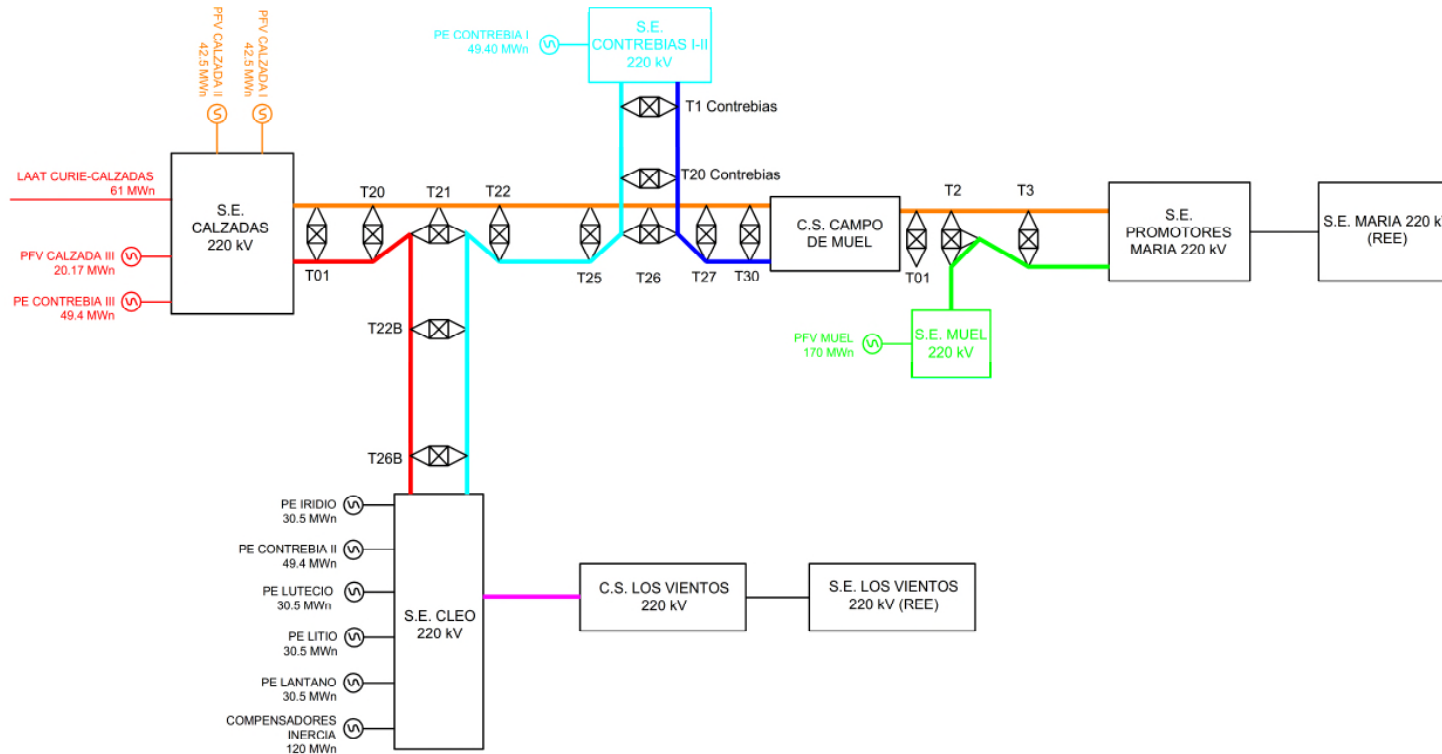 PFV CALZADA II
42.5 MWn
PFV CALZADA I
42.5 MWn
PE CONTREBIA I
49.40 MWn
S.E.
CONTREBIAS I-II
220 kV
T1 Contrebias
T20 Contrebias
LAAT CURIE-CALZADAS
61 MWn
S.E.
CALZADAS
220 kV
PFV CALZADA III
20.17 MWn
PE CONTREBIA III
49.4 MWn
T01
T20
T21
T22
T25
T26
T27
T30
C.S. CAMPO
DE MUEL
T01
T2
T3
S.E.
PROMOTORES
MARIA 220 kV
S.E. MARIA 220 k
(REE)
PFV MUEL
170 MWn
S.E. MUEL
220 kV
T22B
T26B
PE IRIDIO
30.5 MWn
PE CONTREBIA II
49.4 MWn
PE LUTECIO
30.5 MWn
PE LITIO
30.5 MWn
PE LANTANO
30.5 MWn
COMPENSADORES
INERCIA
120 MWn
S.E. CLEO
220 kV
C.S. LOS VIENTOS
220 kV
S.E. LOS VIENTOS
220 kV (REE)